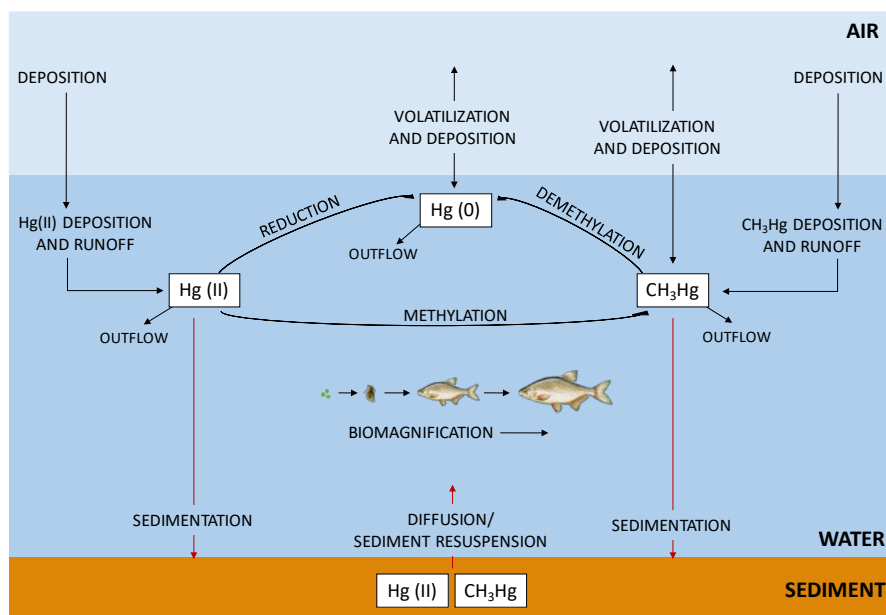 AIR
DEPOSITION
DEPOSITION
VOLATILIZATION
AND DEPOSITION
VOLATILIZATION
AND DEPOSITION
Hg(II) DEPOSITION
AND RUNOFF
REDUCTION
Hg (0)
DEMETHYLATION
CH₃Hg DEPOSITION
AND RUNOFF
OUTFLOW
Hg (II)
CH₃Hg
METHYLATION
OUTFLOW
OUTFLOW
BIOMAGNIFICATION
SEDIMENTATION
DIFFUSION/
SEDIMENT RESUSPENSION
SEDIMENTATION
WATER
Hg (II)
CH₃Hg
SEDIMENT